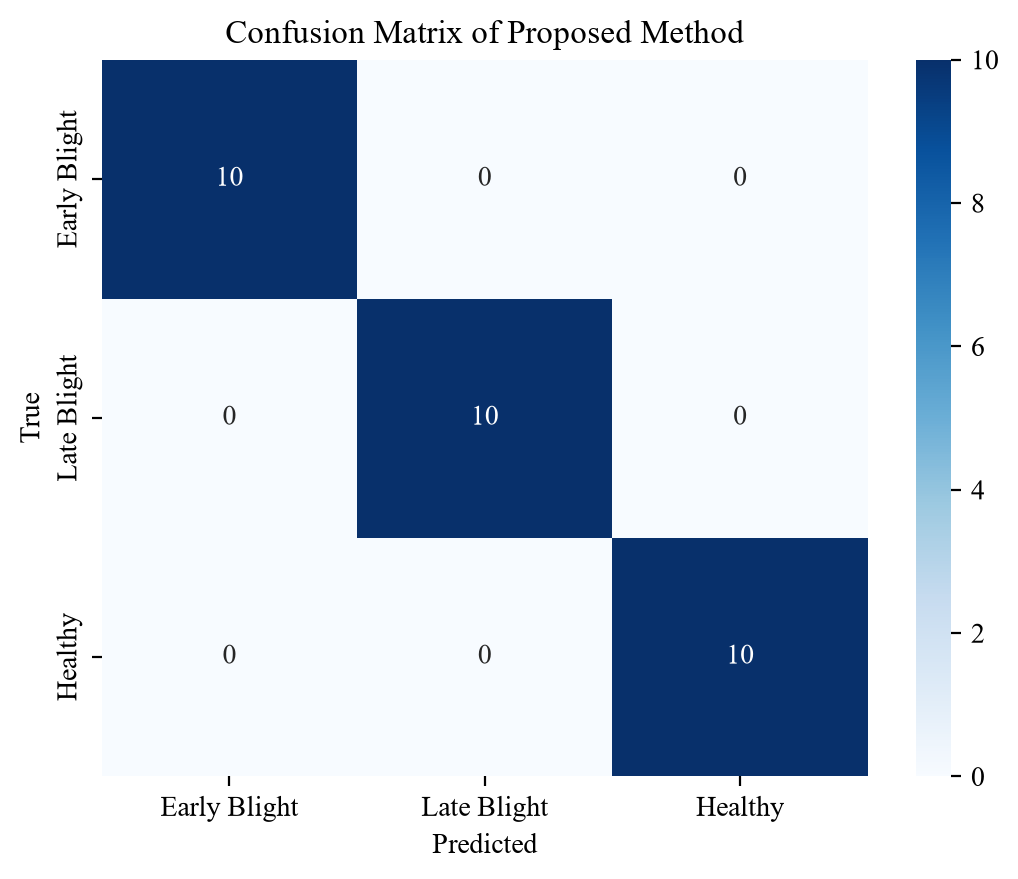 Confusion Matrix of Proposed Method
True
Early Blight
10 0 0
Late Blight
0 10 0
Healthy
0 0 10
Early Blight Late Blight Healthy
Predicted
10
8
6
4
2
0